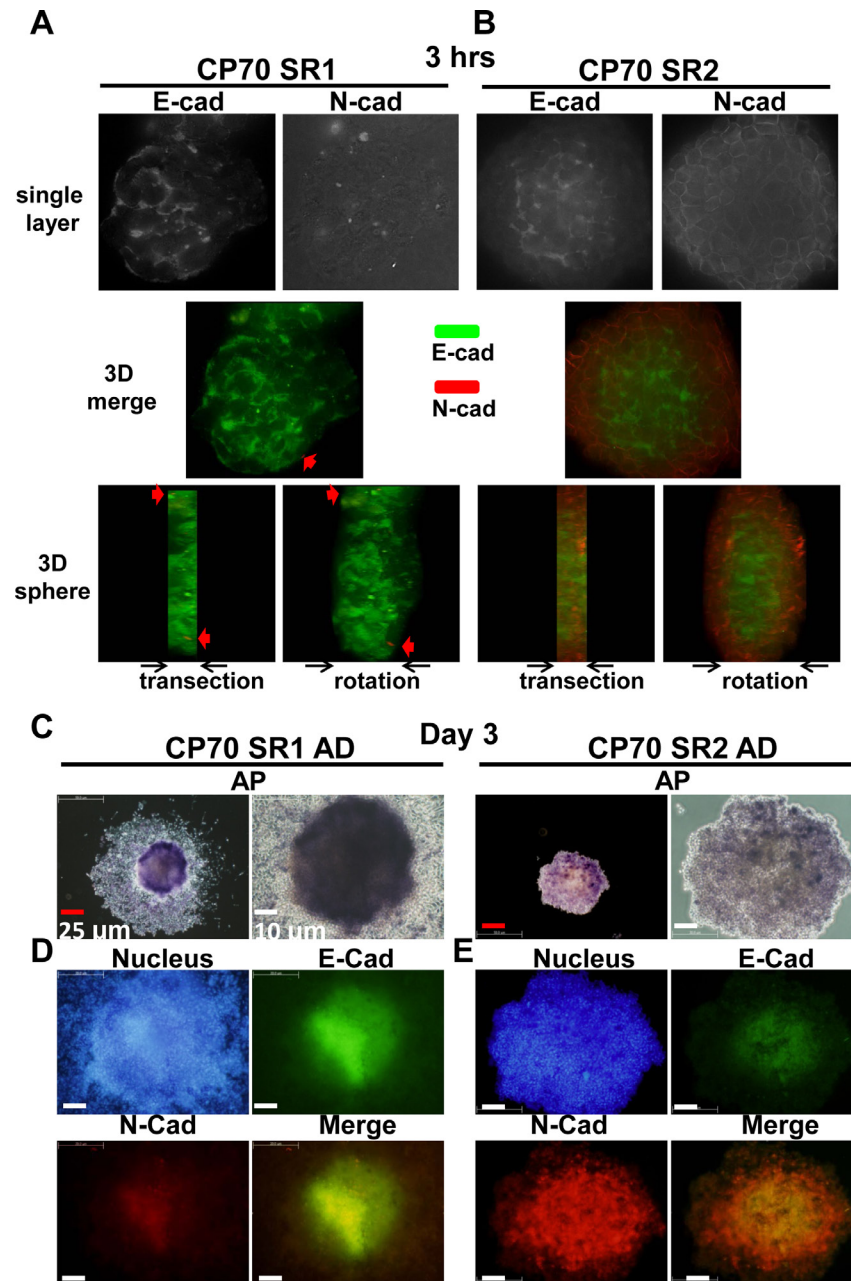 A
B
3 hrs
CP70 SR1
CP70 SR2
E-cad
N-cad
E-cad
N-cad
single
layer
3D
merge
E-cad
N-cad
3D
sphere
transection
rotation
transection
rotation
C
Day 3
CP70 SR1 AD
CP70 SR2 AD
AP
AP
25 um
10 um
D
Nucleus
E-Cad
E
Nucleus
E-Cad
N-Cad
Merge
N-Cad
Merge